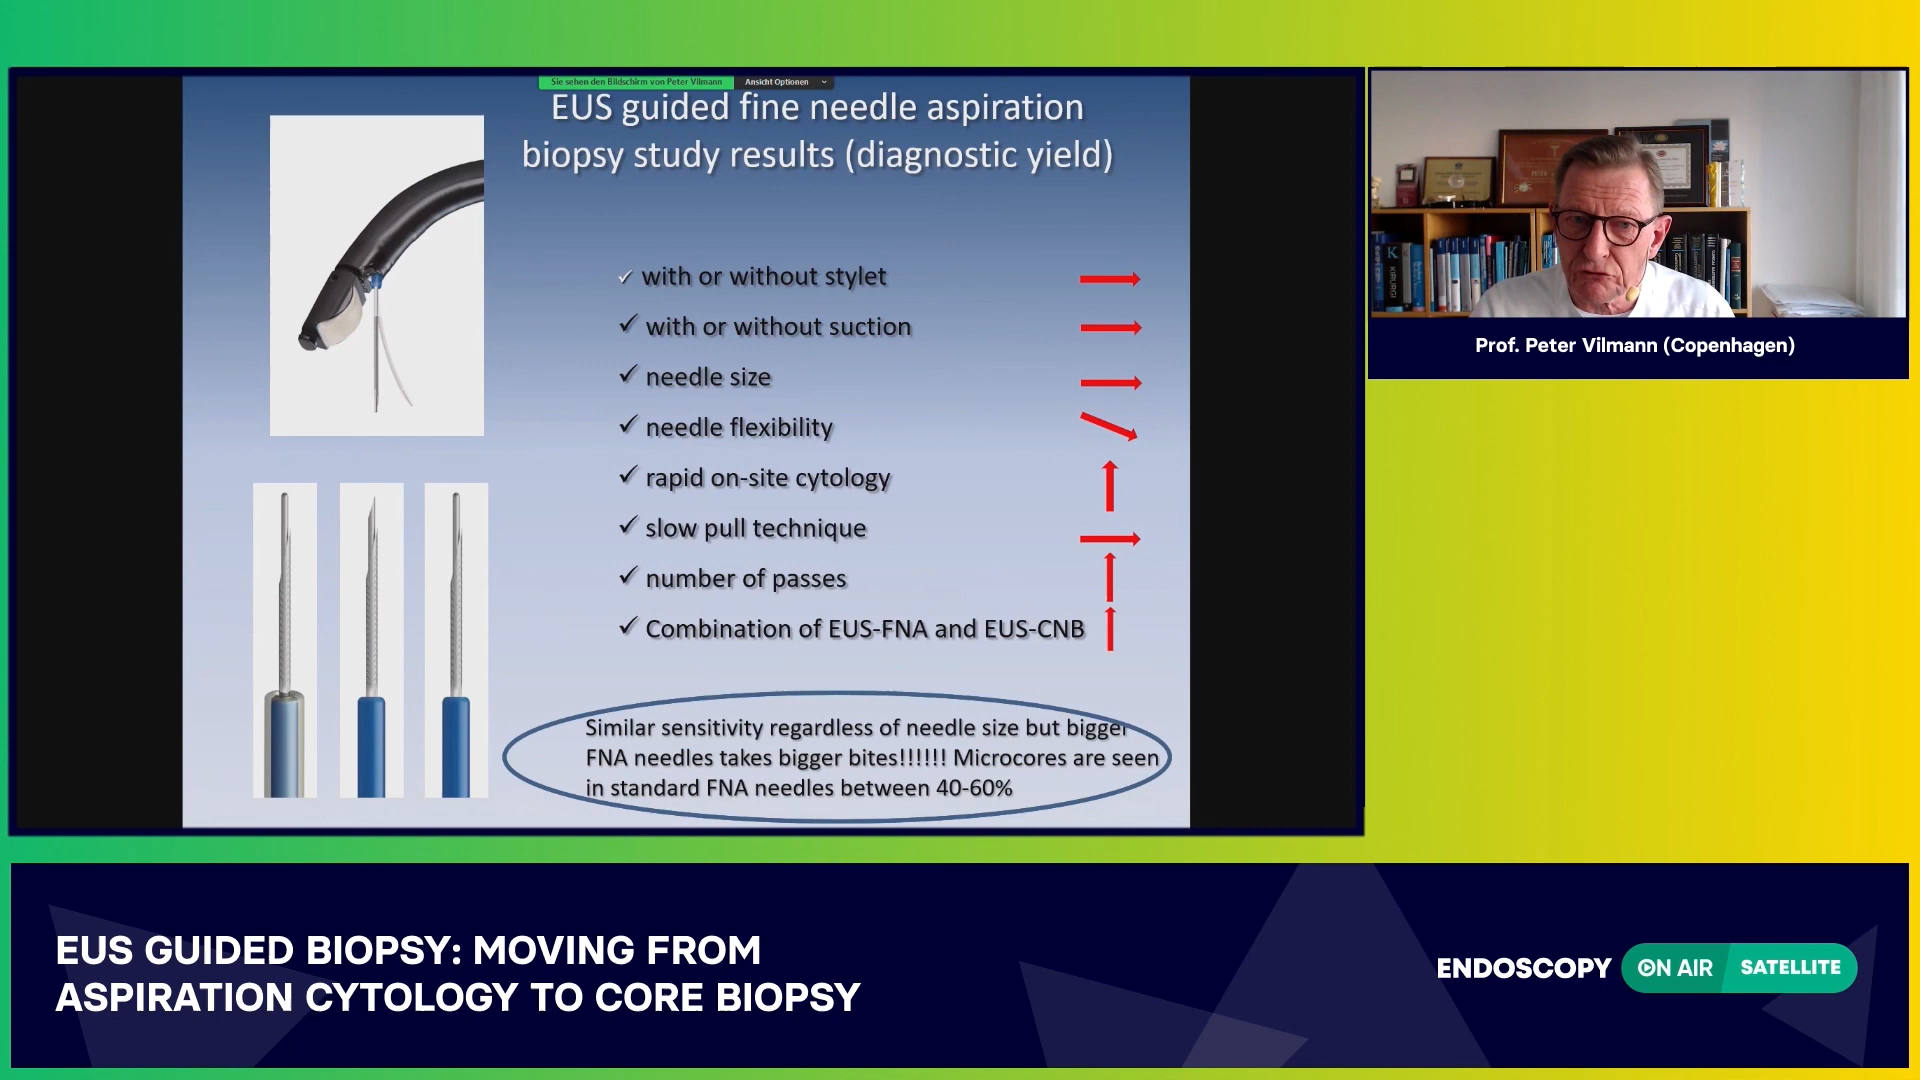 Sie sehen den Bildschirm von Peter Vilmann
Ansicht Optionen
EUS guided fine needle aspiration
biopsy study results (diagnostic yield)
with or without stylet
with or without suction
needle size
needle flexibility
rapid on-site cytology
slow pull technique
number of passes
Combination of EUS-FNA and EUS-CNB
Similar sensitivity regardless of needle size but bigger
FNA needles takes bigger bites!!!!!! Microcores are seen
in standard FNA needles between 40-60%
K
KIRURGI
Prof. Peter Vilmann (Copenhagen)
EUS GUIDED BIOPSY: MOVING FROM
ASPIRATION CYTOLOGY TO CORE BIOPSY
ENDOSCOPY ON AIR SATELLITE